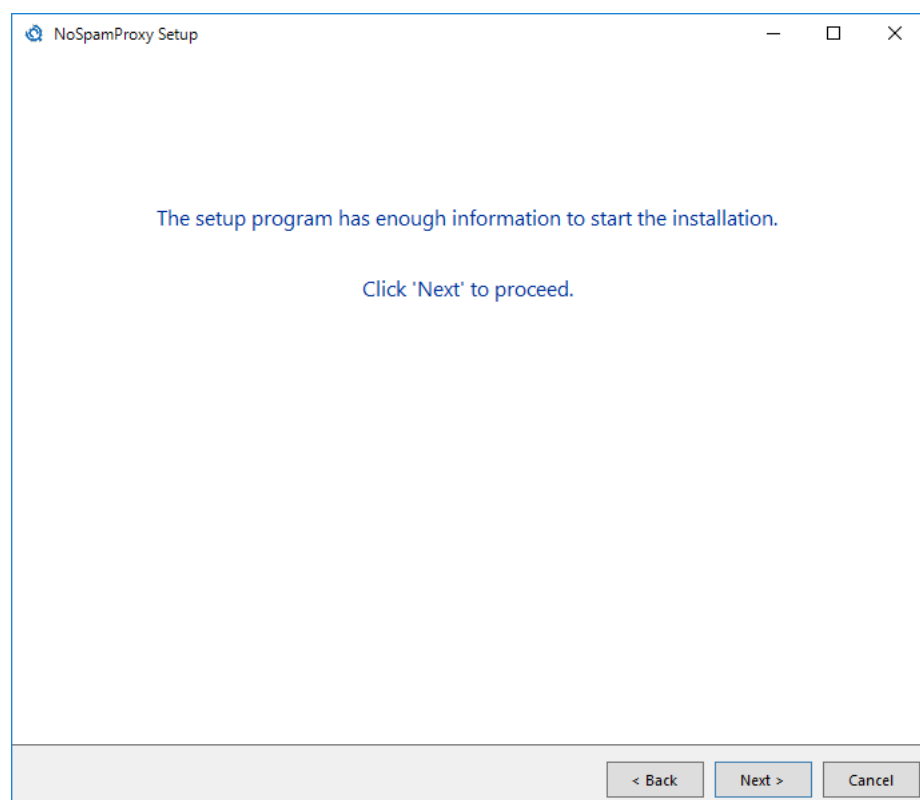 NoSpamProxy Setup
The setup program has enough information to start the installation.
Click 'Next' to proceed.
< Back
Next >
Cancel